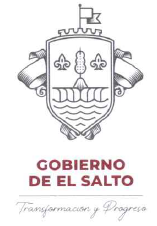 GOBIERNO
DE EL SALTO
Transformación y Progreso